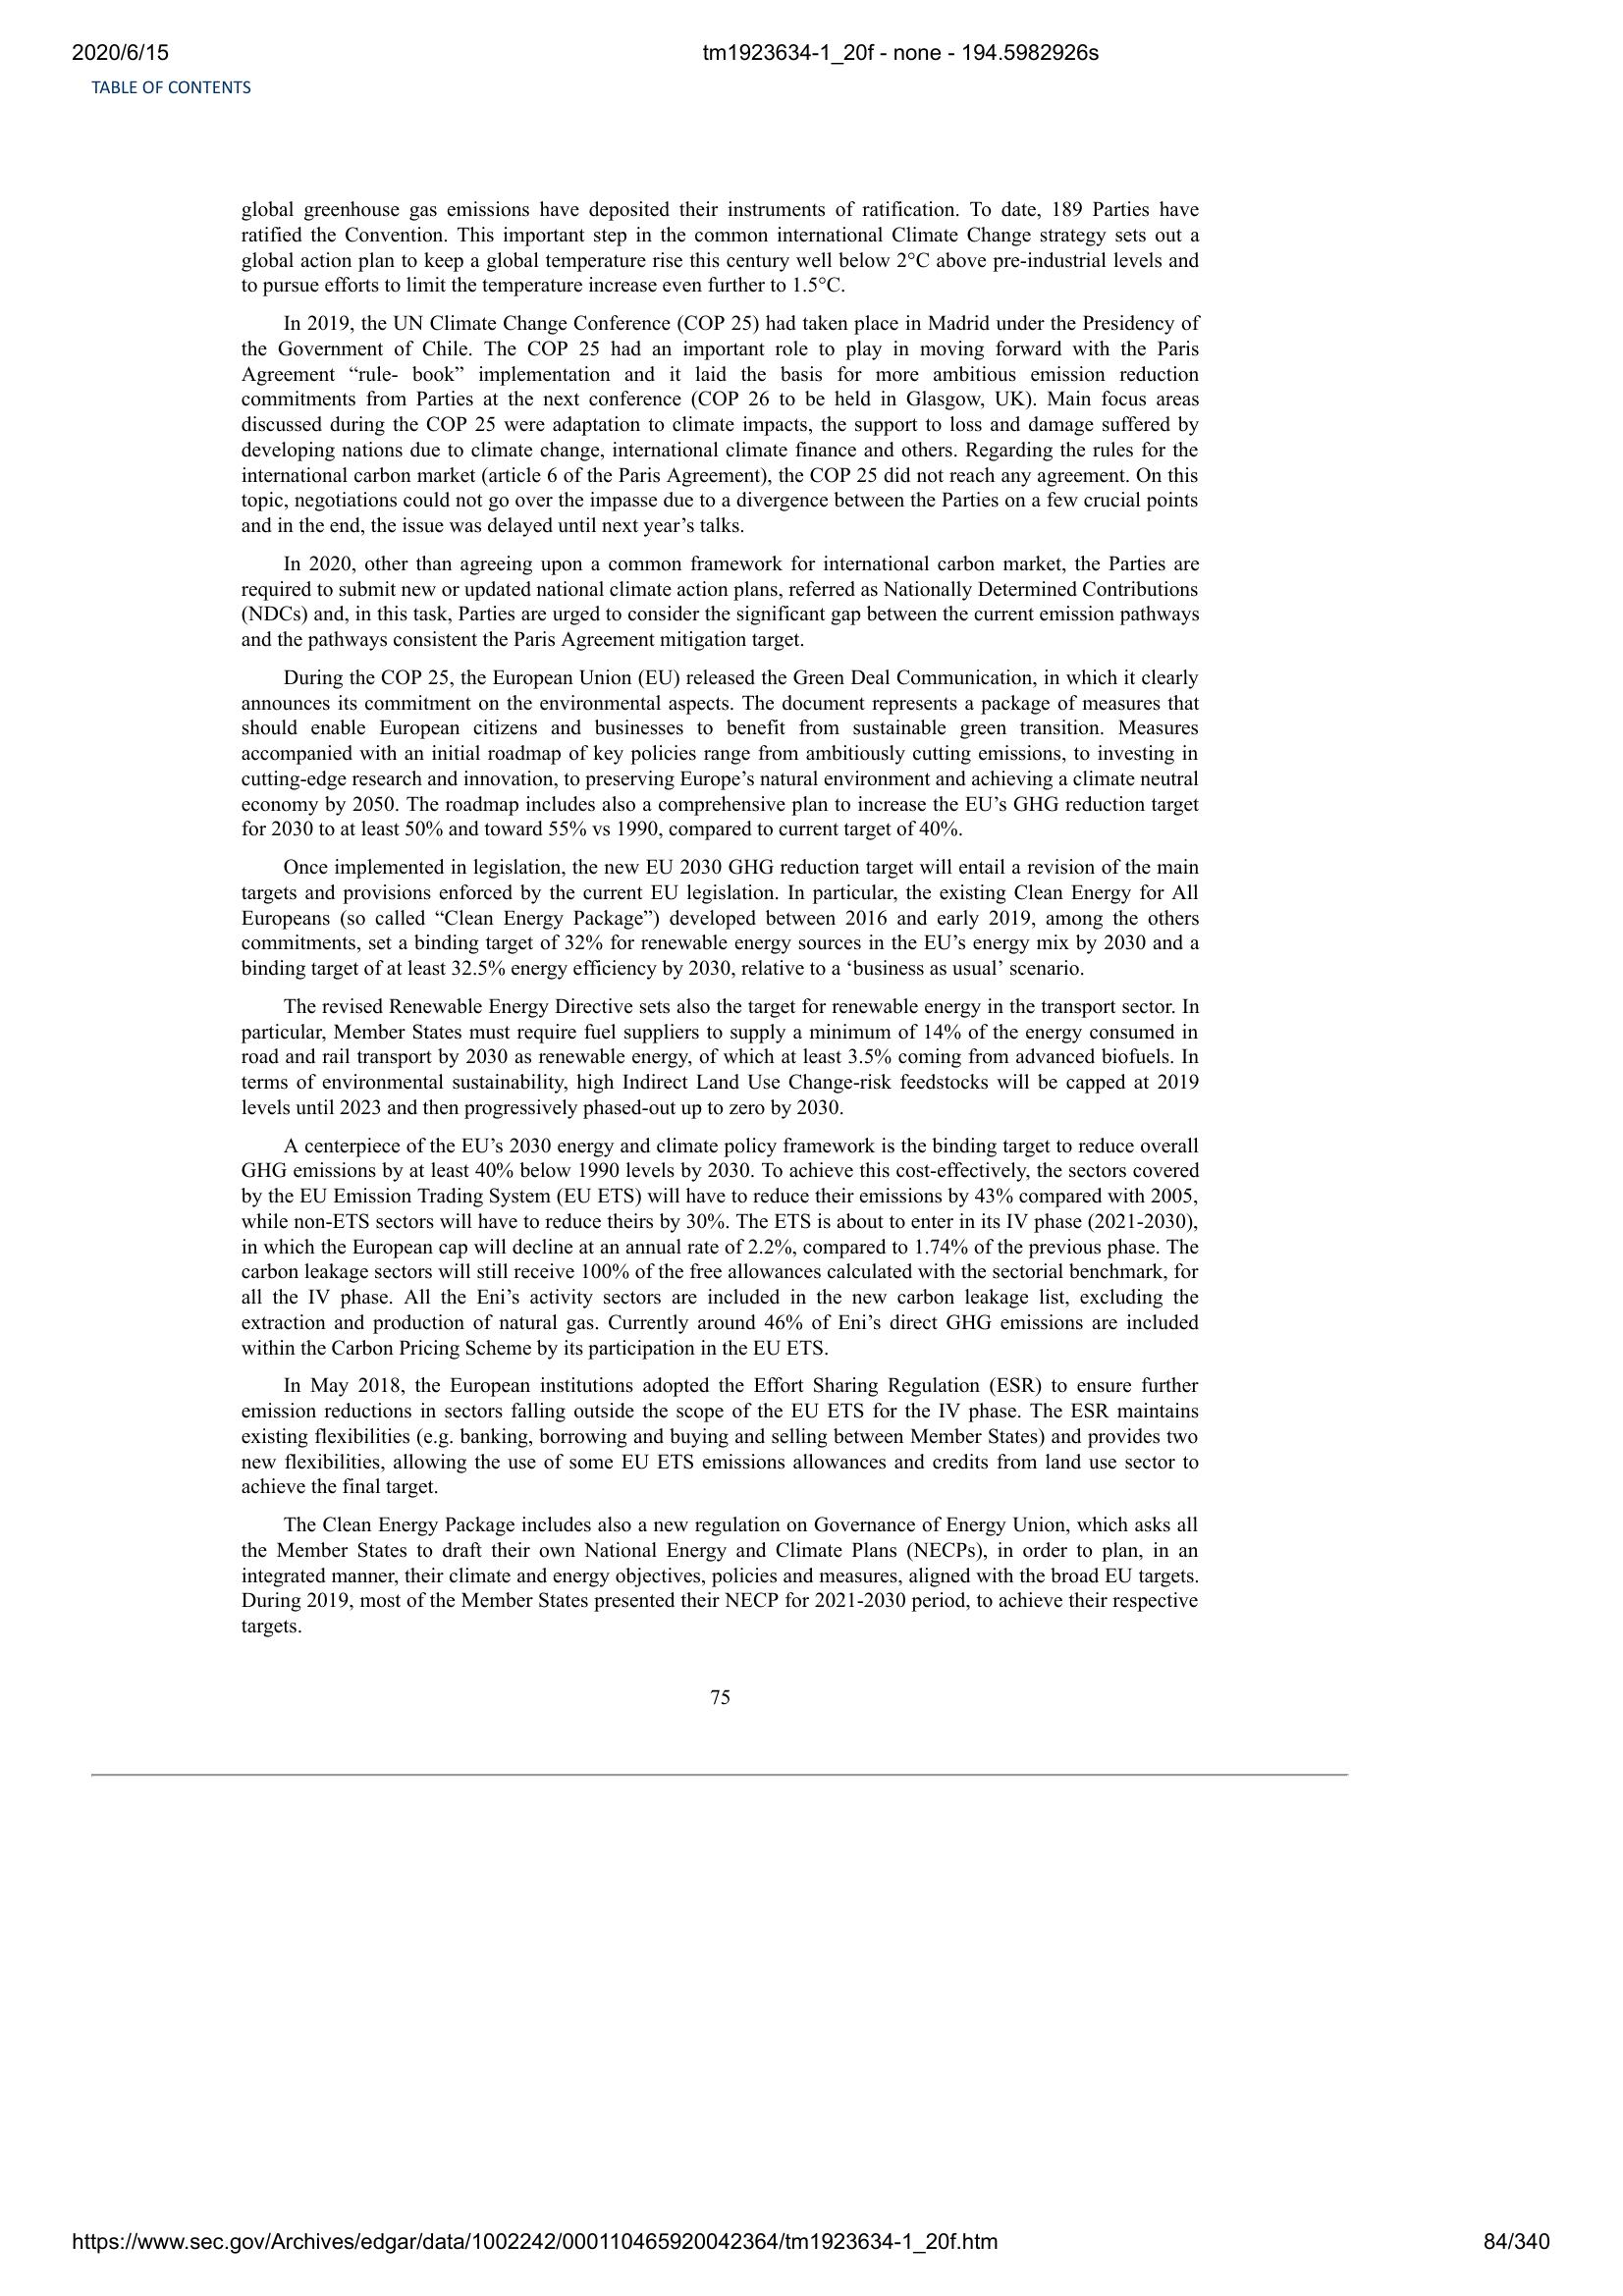 2020/6/15
tm1923634-1_20f - none - 194.5982926s
TABLE OF CONTENTS
global greenhouse gas emissions have deposited their instruments of ratification. To date, 189 Parties have
ratified the Convention. This important step in the common international Climate Change strategy sets out a
global action plan to keep a global temperature rise this century well below 2°C above pre-industrial levels and
to pursue efforts to limit the temperature increase even further to 1.5°C.
In 2019, the UN Climate Change Conference (COP 25) had taken place in Madrid under the Presidency of
the Government of Chile. The COP 25 had an important role to play in moving forward with the Paris
Agreement “rule- book” implementation and it laid the basis for more ambitious emission reduction
commitments from Parties at the next conference (COP 26 to be held in Glasgow, UK). Main focus areas
discussed during the COP 25 were adaptation to climate impacts, the support to loss and damage suffered by
developing nations due to climate change, international climate finance and others. Regarding the rules for the
international carbon market (article 6 of the Paris Agreement), the COP 25 did not reach any agreement. On this
topic, negotiations could not go over the impasse due to a divergence between the Parties on a few crucial points
and in the end, the issue was delayed until next year’s talks.
In 2020, other than agreeing upon a common framework for international carbon market, the Parties are
required to submit new or updated national climate action plans, referred as Nationally Determined Contributions
(NDCs) and, in this task, Parties are urged to consider the significant gap between the current emission pathways
and the pathways consistent the Paris Agreement mitigation target.
During the COP 25, the European Union (EU) released the Green Deal Communication, in which it clearly
announces its commitment on the environmental aspects. The document represents a package of measures that
should enable European citizens and businesses to benefit from sustainable green transition. Measures
accompanied with an initial roadmap of key policies range from ambitiously cutting emissions, to investing in
cutting-edge research and innovation, to preserving Europe’s natural environment and achieving a climate neutral
economy by 2050. The roadmap includes also a comprehensive plan to increase the EU’s GHG reduction target
for 2030 to at least 50% and toward 55% vs 1990, compared to current target of 40%.
Once implemented in legislation, the new EU 2030 GHG reduction target will entail a revision of the main
targets and provisions enforced by the current EU legislation. In particular, the existing Clean Energy for All
Europeans (so called “Clean Energy Package”) developed between 2016 and early 2019, among the others
commitments, set a binding target of 32% for renewable energy sources in the EU’s energy mix by 2030 and a
binding target of at least 32.5% energy efficiency by 2030, relative to a ‘business as usual’ scenario.
The revised Renewable Energy Directive sets also the target for renewable energy in the transport sector. In
particular, Member States must require fuel suppliers to supply a minimum of 14% of the energy consumed in
road and rail transport by 2030 as renewable energy, of which at least 3.5% coming from advanced biofuels. In
terms of environmental sustainability, high Indirect Land Use Change-risk feedstocks will be capped at 2019
levels until 2023 and then progressively phased-out up to zero by 2030.
A centerpiece of the EU’s 2030 energy and climate policy framework is the binding target to reduce overall
GHG emissions by at least 40% below 1990 levels by 2030. To achieve this cost-effectively, the sectors covered
by the EU Emission Trading System (EU ETS) will have to reduce their emissions by 43% compared with 2005,
while non-ETS sectors will have to reduce theirs by 30%. The ETS is about to enter in its IV phase (2021-2030),
in which the European cap will decline at an annual rate of 2.2%, compared to 1.74% of the previous phase. The
carbon leakage sectors will still receive 100% of the free allowances calculated with the sectorial benchmark, for
all the IV phase. All the Eni’s activity sectors are included in the new carbon leakage list, excluding the
extraction and production of natural gas. Currently around 46% of Eni’s direct GHG emissions are included
within the Carbon Pricing Scheme by its participation in the EU ETS.
In May 2018, the European institutions adopted the Effort Sharing Regulation (ESR) to ensure further
emission reductions in sectors falling outside the scope of the EU ETS for the IV phase. The ESR maintains
existing flexibilities (e.g. banking, borrowing and buying and selling between Member States) and provides two
new flexibilities, allowing the use of some EU ETS emissions allowances and credits from land use sector to
achieve the final target.
The Clean Energy Package includes also a new regulation on Governance of Energy Union, which asks all
the Member States to draft their own National Energy and Climate Plans (NECPs), in order to plan, in an
integrated manner, their climate and energy objectives, policies and measures, aligned with the broad EU targets.
During 2019, most of the Member States presented their NECP for 2021-2030 period, to achieve their respective
targets.
75
https://www.sec.gov/Archives/edgar/data/1002242/000110465920042364/tm1923634-1_20f.htm
84/340